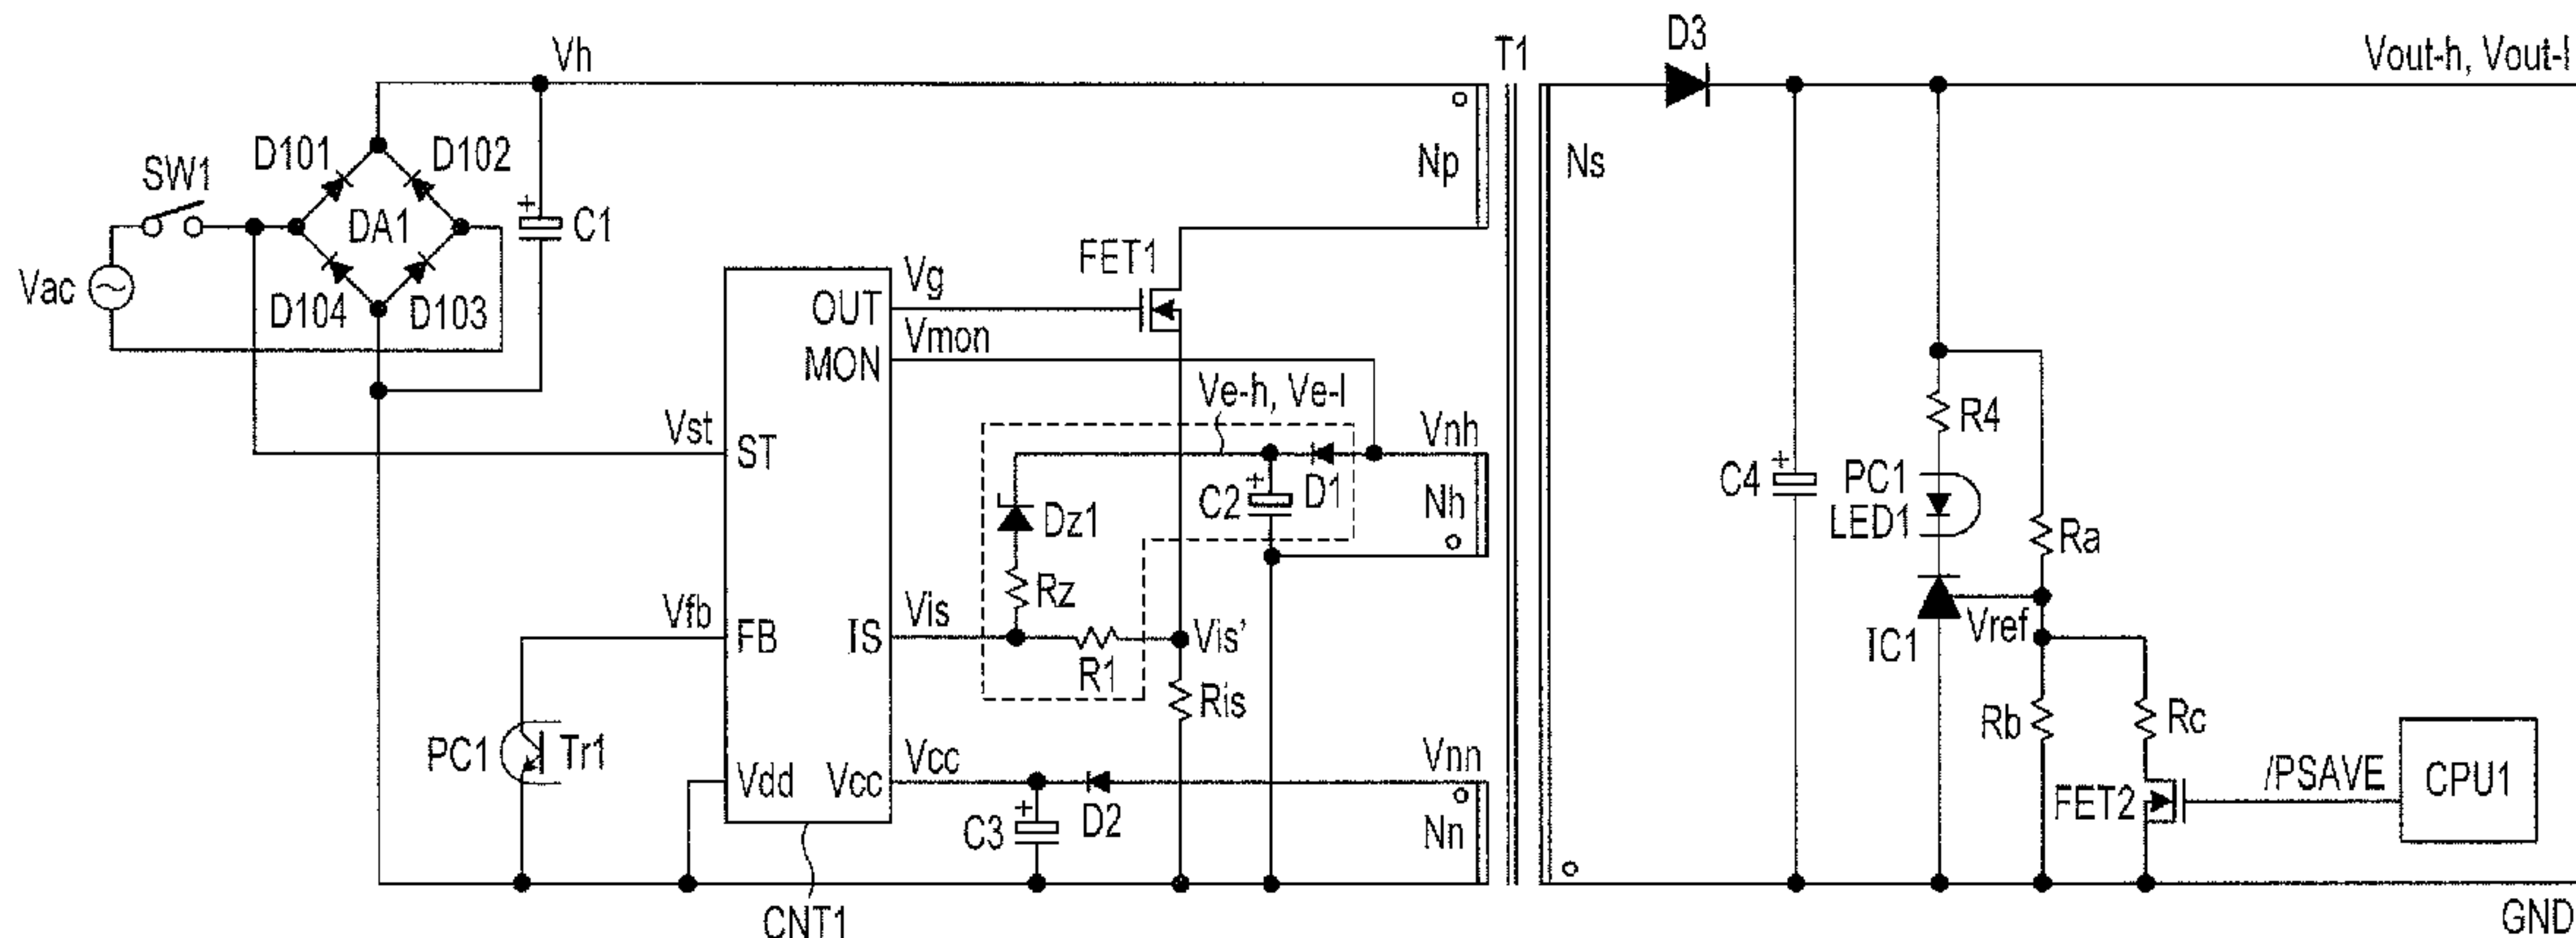 Vh
T1
D3
Vout-h, Vout-l
SW1
D101
D102
DA1
C1
Np
Ns
Vac
D104
D103
FET1
OUT
Vg
MON
Vmon
Ve-h, Ve-l
R4
Vst
ST
Vnh
C2
D1
Nh
C4
PC1
LED1
Ra
Dz1
Rz
Vfb
FB
IS
Vis
R1
Vis'
Ris
IC1
Vref
Rb
Rc
PC1
Tr1
Vdd
Vcc
Vcc
Vnn
C3
D2
Nn
FET2
/PSAVE
CPU1
CNT1
GND